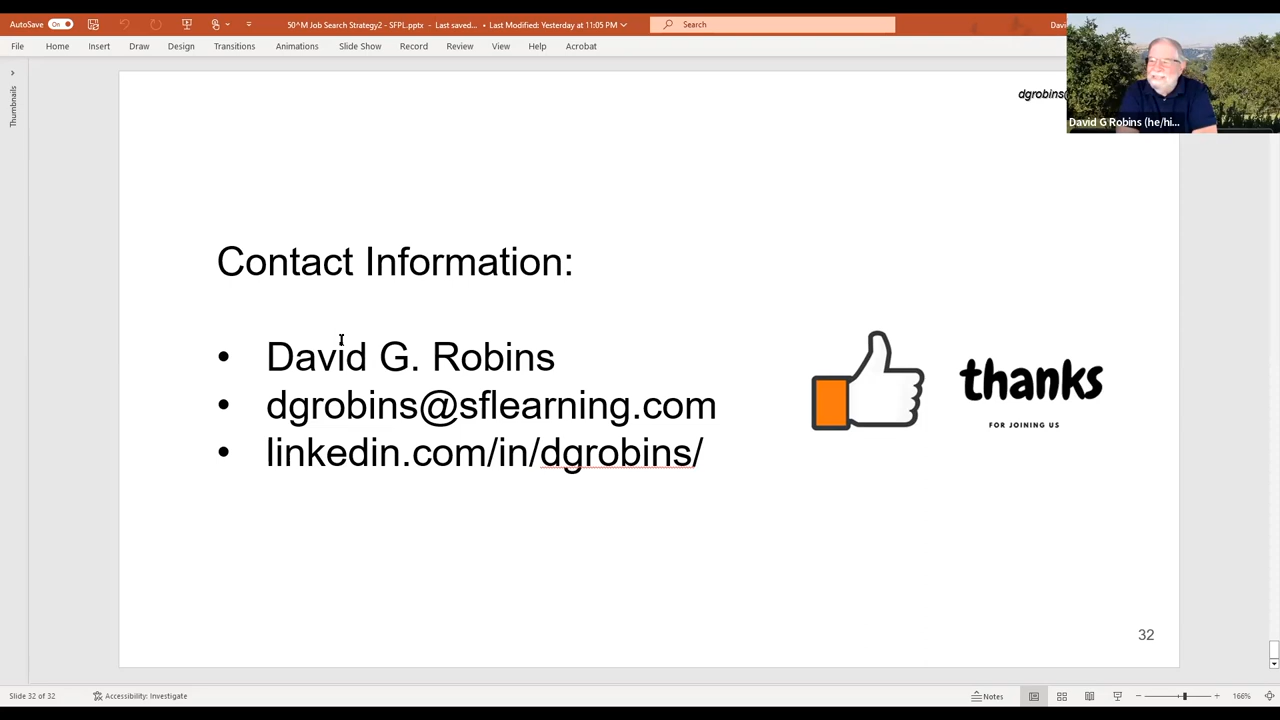 AutoSave On 50^M Job Search Strategy2 - SFPL.pptx - Last saved... • Last Modified: Yesterday at 11:05 PM Search Davi
File Home Insert Draw Design Transitions Animations Slide Show Record Review View Help Acrobat
Thumbnails
dgrobins@
David G Robins (he/hi...
Contact Information:
• David G. Robins
• dgrobins@sflearning.com
• linkedin.com/in/dgrobins/
thanks
FOR JOINING US
32
Slide 32 of 32 Accessibility: Investigate Notes 166%